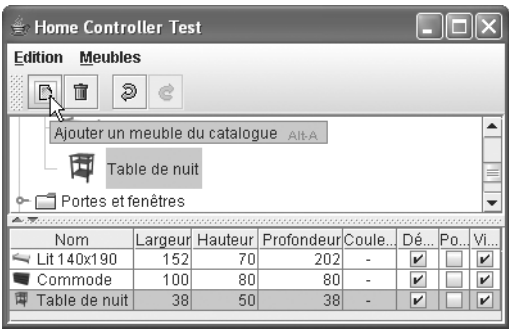 Home Controller Test
Edition Meubles
Ajouter un meuble du catalogue Alt-A
Table de nuit
Portes et fenêtres
Nom Largeur Hauteur Profondeur Coule... Dé... Po... Vi...
Lit 140x190 152 70 202 -
Commode 100 80 80 -
Table de nuit 38 50 38 -